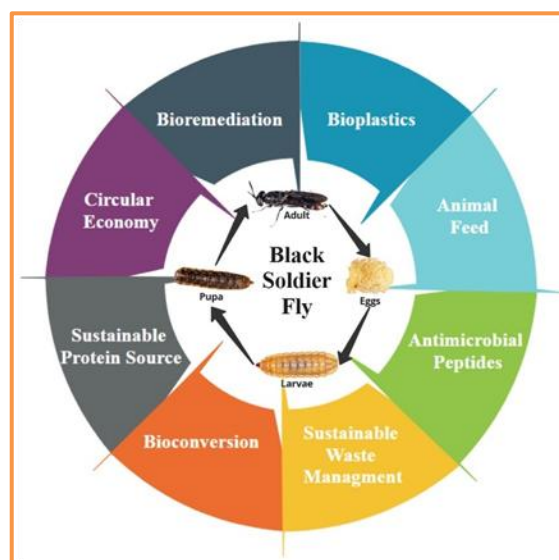 Bioremediation
Bioplastics
Circular
Economy
Animal
Feed
Adult
Black
Soldier
Fly
Pupa
Eggs
Larvae
Sustainable
Protein Source
Antimicrobial
Peptides
Bioconversion
Sustainable
Waste
Managment